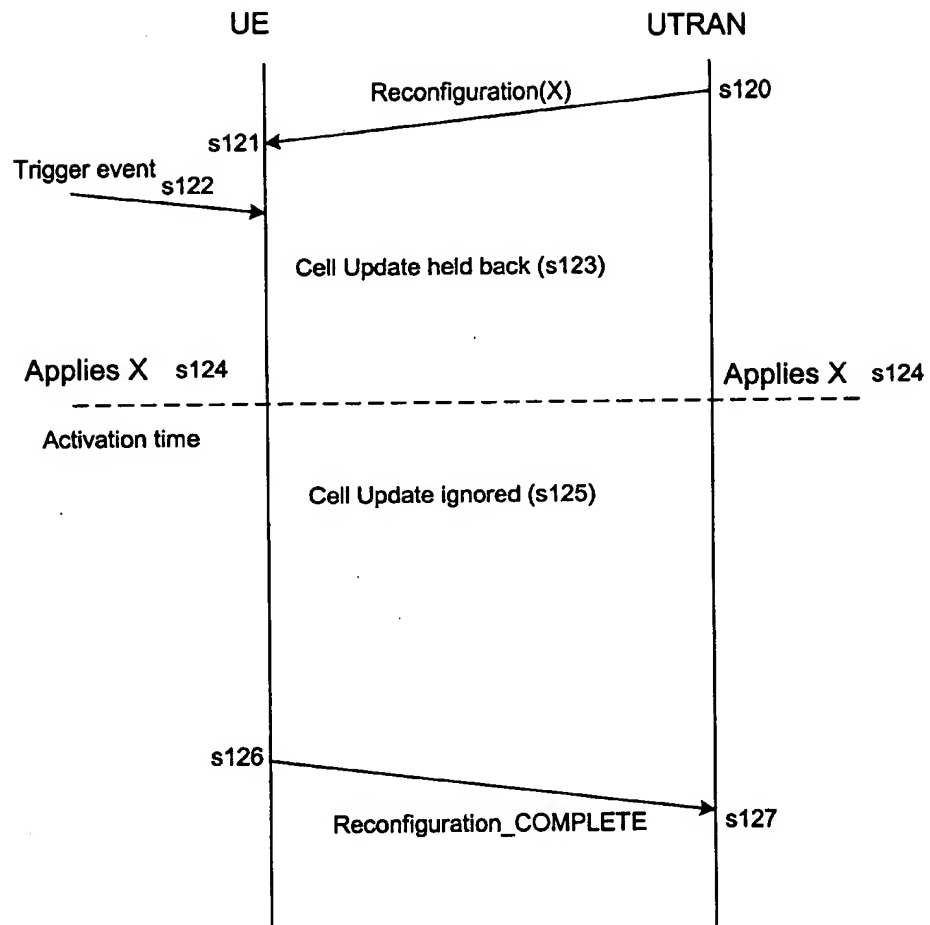 UE UTRAN
Reconfiguration(X) s120
s121
Trigger event s122
Cell Update held back (s123)
Applies X s124 Applies X s124
Activation time
Cell Update ignored (s125)
s126
Reconfiguration_COMPLETE s127